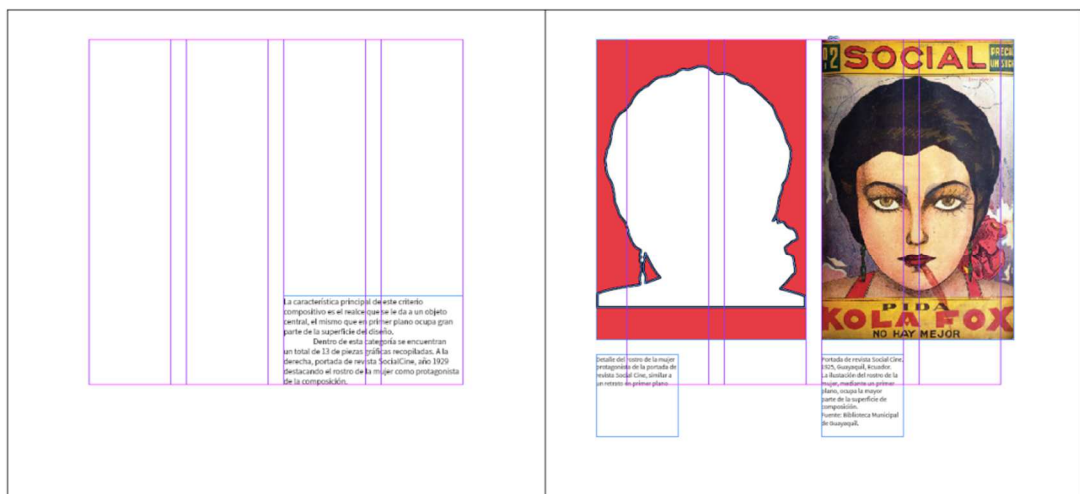 La característica principal de este criterio
compositivo es el realce que se le da a un objeto
central, el mismo que en primer plano ocupa gran
parte de la superficie del diseño.
Dentro de esta categoría se encuentran
un total de 13 de piezas gráficas recopiladas. A la
derecha, portada de revista SocialCine, año 1929
destacando el rostro de la mujer como protagonista
de la composición.
Detalle del rostro de la mujer
protagonista de la portada de
revista Social Cine, similar a
un retrato en primer plano
2
SOCIAL
PIDA
KOLA FOX
NO HAY MEJOR
Portada de revista Social Cine,
1925, Guayaquil, Ecuador.
La ilustación del rostro de la
mujer, mediante un primer
plano, ocupa la mayor
parte de la superficie de
composición.
Fuente: Biblioteca Municipal
de Guayaquil.